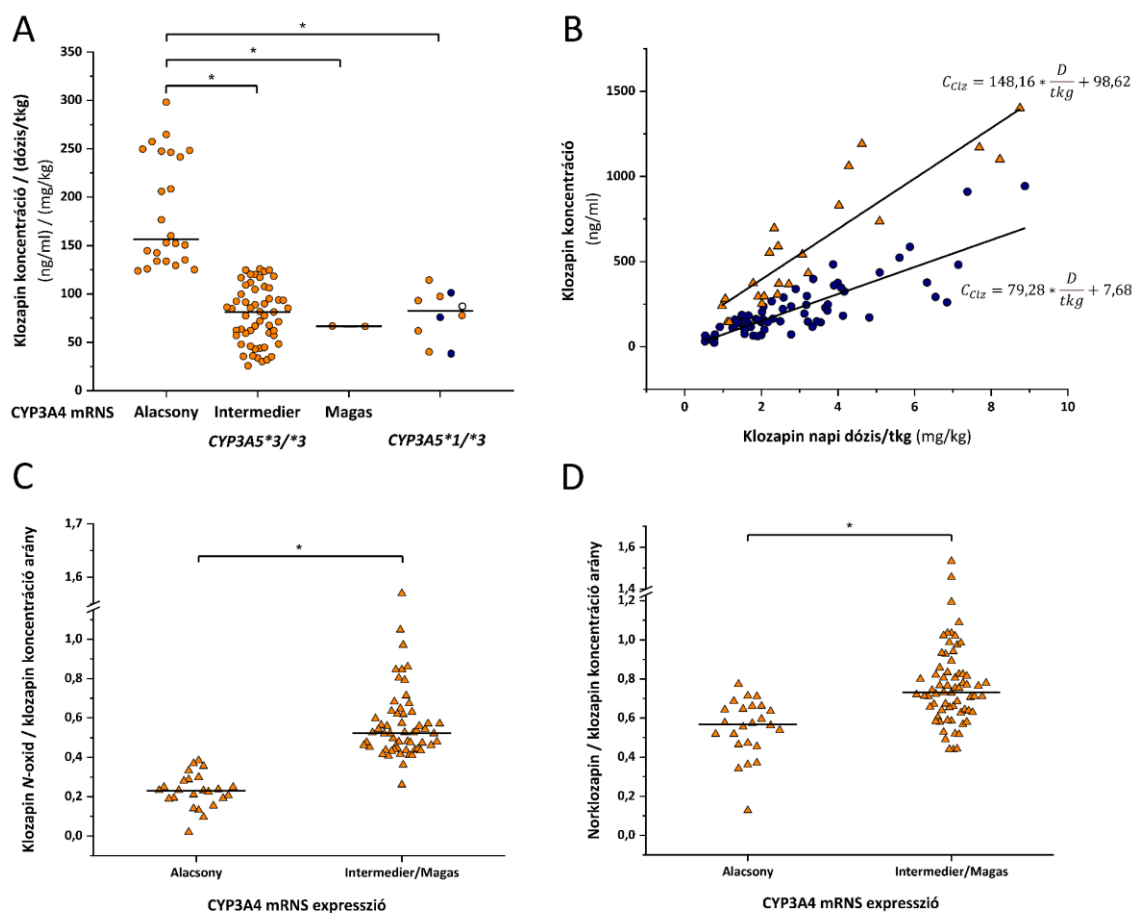 A
Klozapin koncentráció / (dózis/tkg)
(ng/ml) / (mg/kg)
350
300
250
200
150
100
50
0
*
*
*
CYP3A4 mRNS
Alacsony
Intermedier
Magas
CYP3A5*3/*3
CYP3A5*1/*3
B
Klozapin koncentráció
(ng/ml)
1500
1000
500
0
C_Clz = 148,16 * D/tkg + 98,62
C_Clz = 79,28 * D/tkg + 7,68
0 2 4 6 8 10
Klozapin napi dózis/tkg (mg/kg)
C
Klozapin N-oxid / klozapin koncentráció arány
1,7
1,6
1,0
0,8
0,6
0,4
0,2
0,0
*
Alacsony
Intermedier/Magas
CYP3A4 mRNS expresszió
D
Norklozapin / klozapin koncentráció arány
1,6
1,4
1,2
1,0
0,8
0,6
0,4
0,2
0,0
*
Alacsony
Intermedier/Magas
CYP3A4 mRNS expresszió